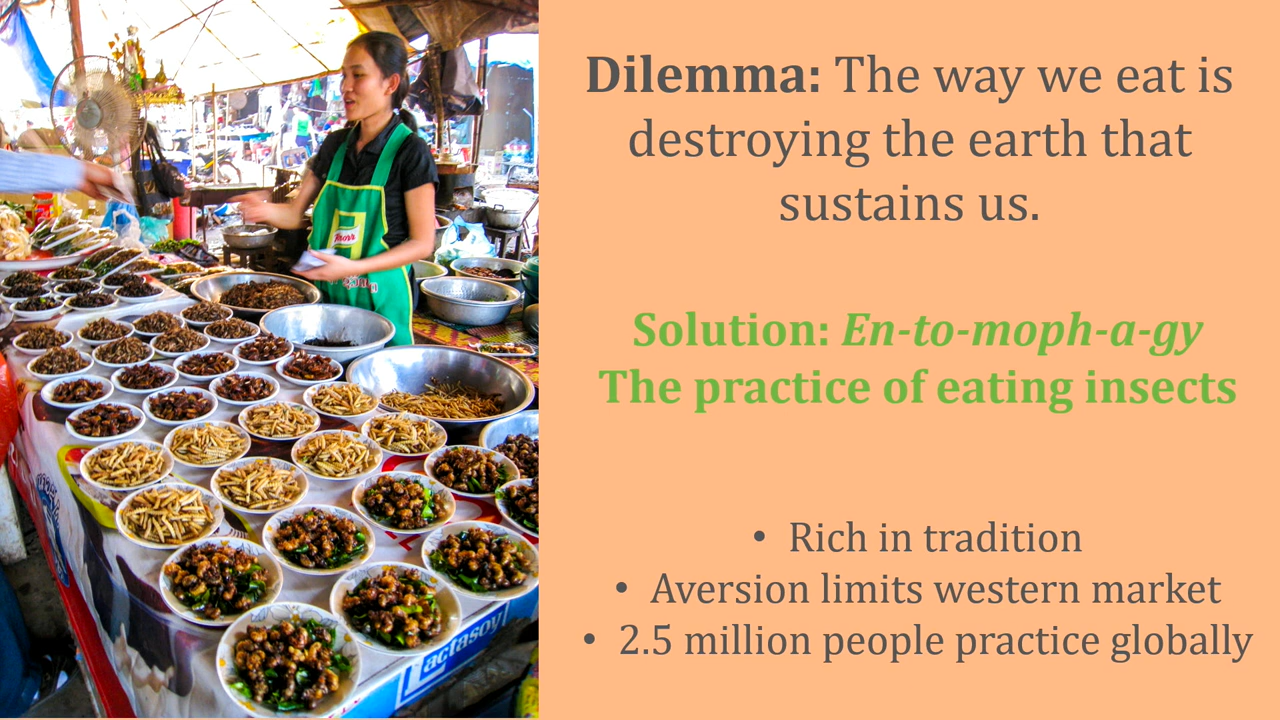 Dilemma: The way we eat is
destroying the earth that
sustains us.
Solution: En-to-moph-a-gy
The practice of eating insects
• Rich in tradition
• Aversion limits western market
• 2.5 million people practice globally
Knorr
Lactasoy